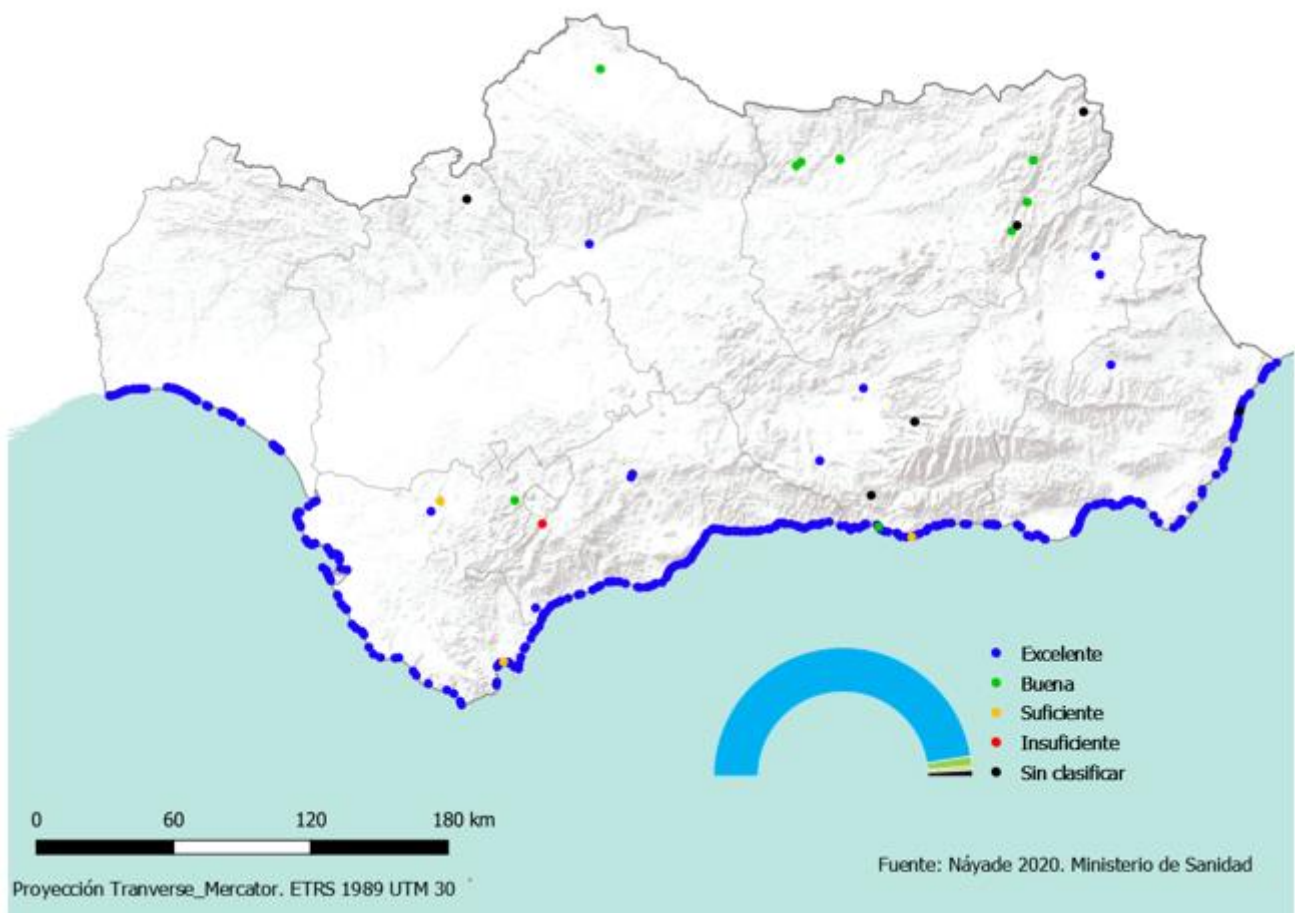 Excelente
Buena
Suficiente
Insuficiente
Sin clasificar
0 60 120 180 km
Fuente: Náyade 2020. Ministerio de Sanidad
Proyección Tranverse_Mercator. ETRS 1989 UTM 30